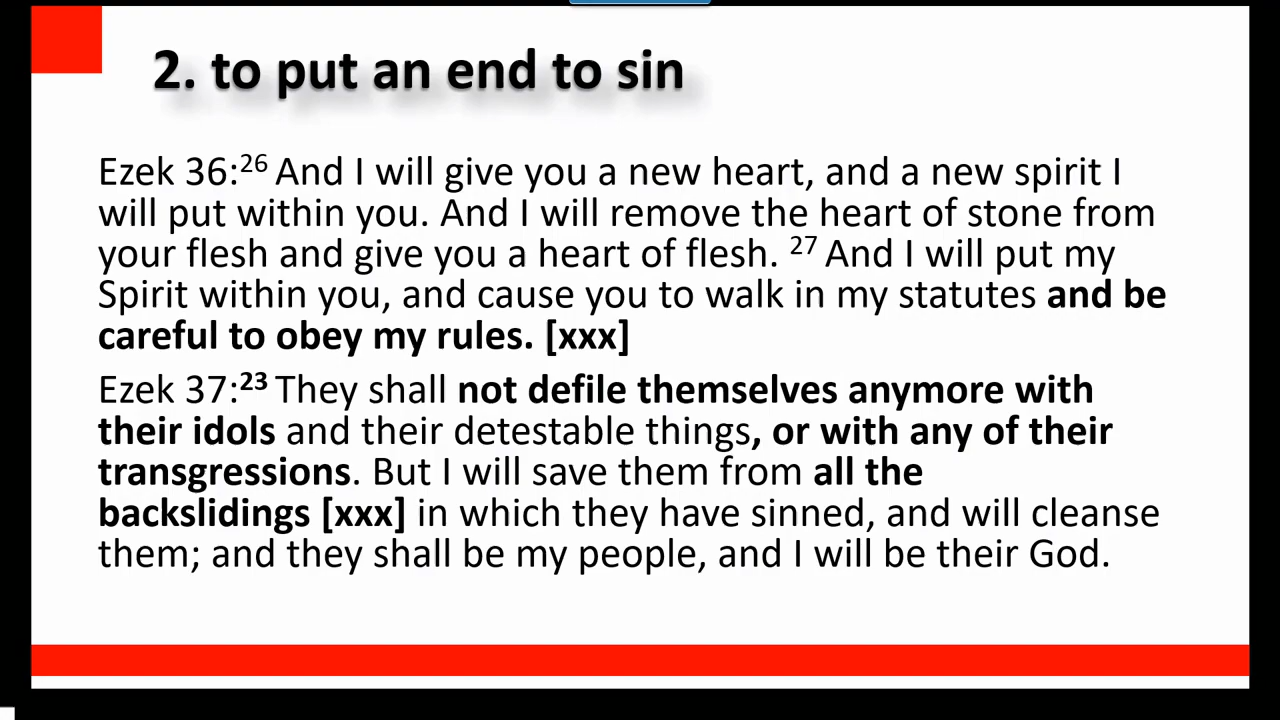 2. to put an end to sin
Ezek 36:26 And I will give you a new heart, and a new spirit I
will put within you. And I will remove the heart of stone from
your flesh and give you a heart of flesh. 27 And I will put my
Spirit within you, and cause you to walk in my statutes and be
careful to obey my rules. [xxx]
Ezek 37:23 They shall not defile themselves anymore with
their idols and their detestable things, or with any of their
transgressions. But I will save them from all the
backslidings [xxx] in which they have sinned, and will cleanse
them; and they shall be my people, and I will be their God.